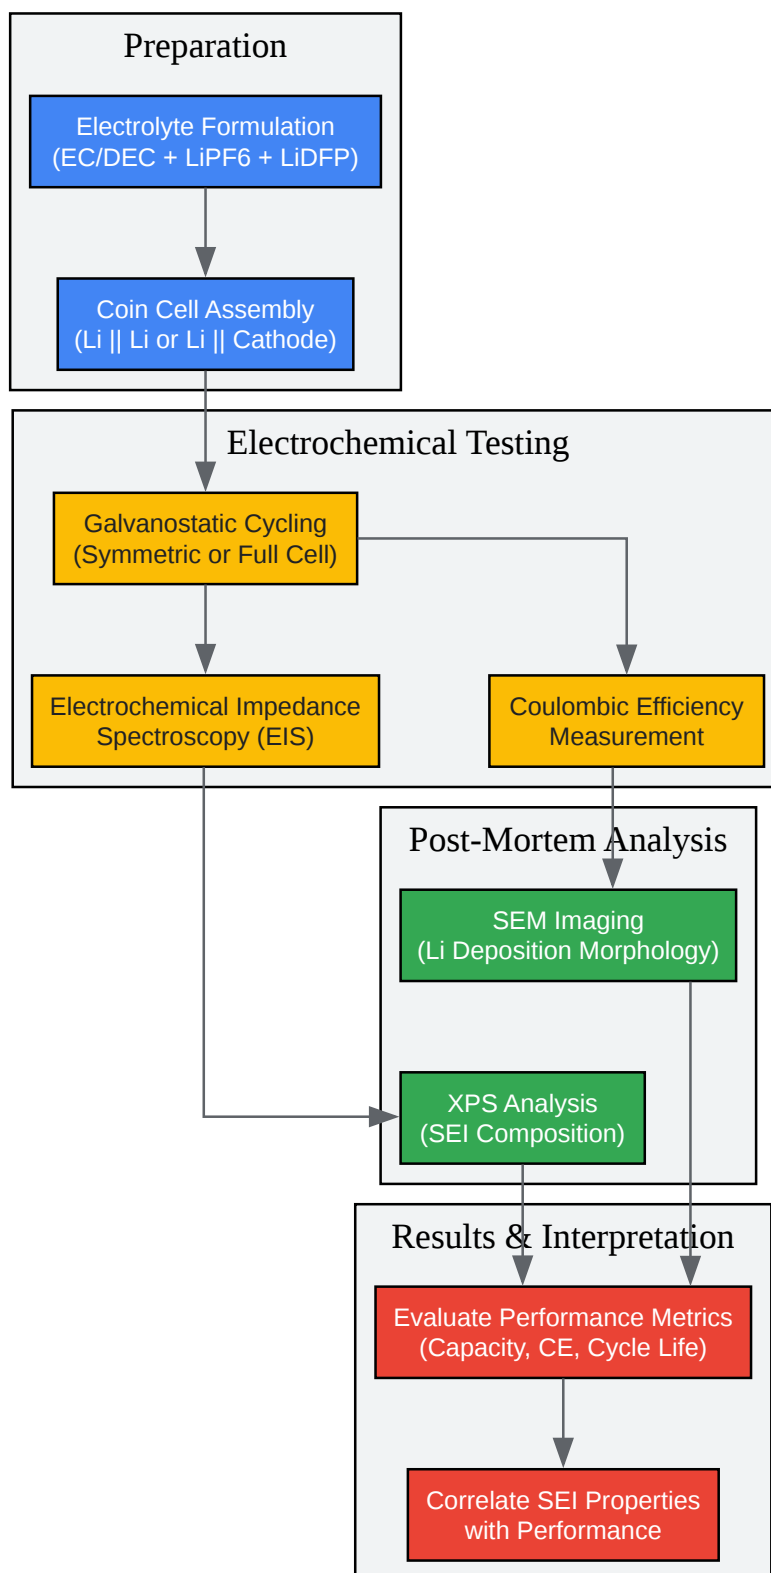 Preparation
Electrolyte Formulation
(EC/DEC + LiPF6 + LiDFP)
Coin Cell Assembly
(Li || Li or Li || Cathode)
Electrochemical Testing
Galvanostatic Cycling
(Symmetric or Full Cell)
Electrochemical Impedance
Spectroscopy (EIS)
Coulombic Efficiency
Measurement
Post-Mortem Analysis
SEM Imaging
(Li Deposition Morphology)
XPS Analysis
(SEI Composition)
Results & Interpretation
Evaluate Performance Metrics
(Capacity, CE, Cycle Life)
Correlate SEI Properties
with Performance